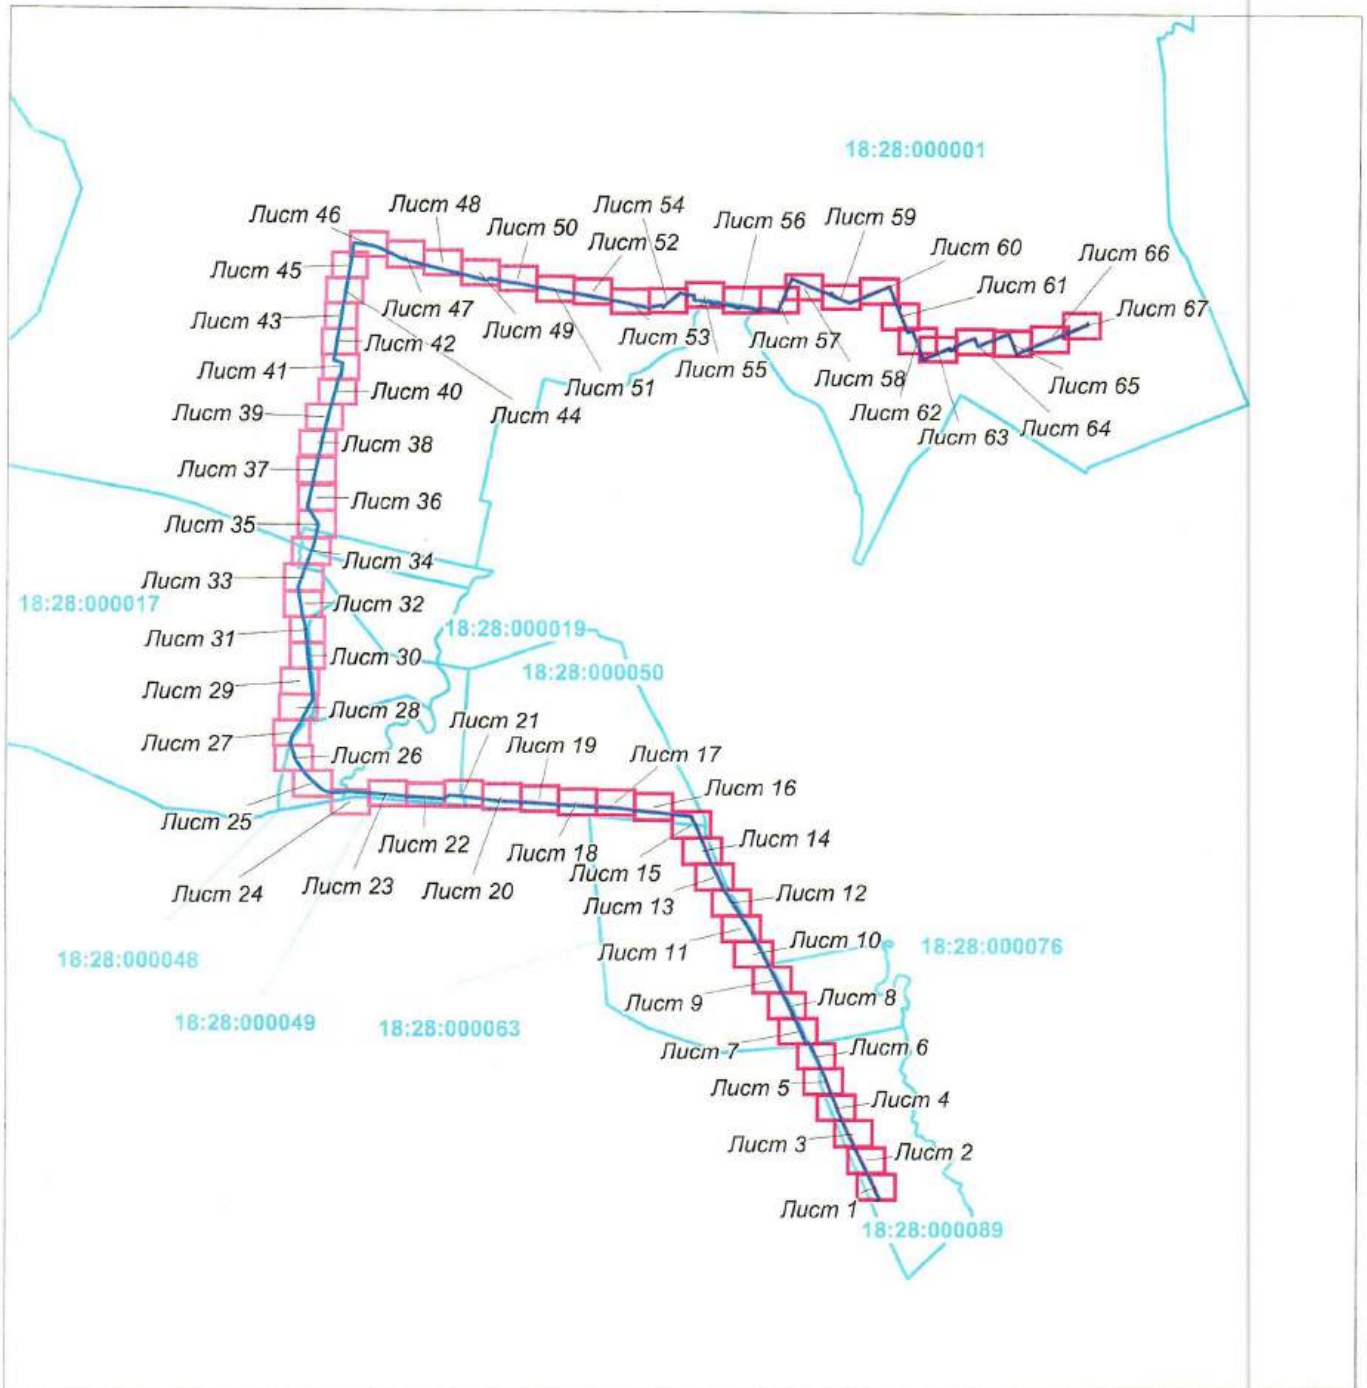 18:28:000001
Лист 46
Лист 48
Лист 50
Лист 54
Лист 52
Лист 56
Лист 59
Лист 60
Лист 66
Лист 61
Лист 67
Лист 45
Лист 47
Лист 43
Лист 49
Лист 53
Лист 57
Лист 42
Лист 41
Лист 51
Лист 55
Лист 58
Лист 65
Лист 40
Лист 39
Лист 44
Лист 62
Лист 63
Лист 64
Лист 38
Лист 37
Лист 36
Лист 35
Лист 34
Лист 33
18:28:000017
Лист 32
Лист 31
18:28:000019
Лист 30
18:28:000050
Лист 29
Лист 28
Лист 27
Лист 21
Лист 19
Лист 17
Лист 26
Лист 16
Лист 25
Лист 22
Лист 18
Лист 14
Лист 15
Лист 24
Лист 23
Лист 20
Лист 13
Лист 12
Лист 11
Лист 10
18:28:000076
18:28:000048
Лист 9
Лист 8
18:28:000049
18:28:000063
Лист 7
Лист 6
Лист 5
Лист 4
Лист 3
Лист 2
Лист 1
18:28:000089